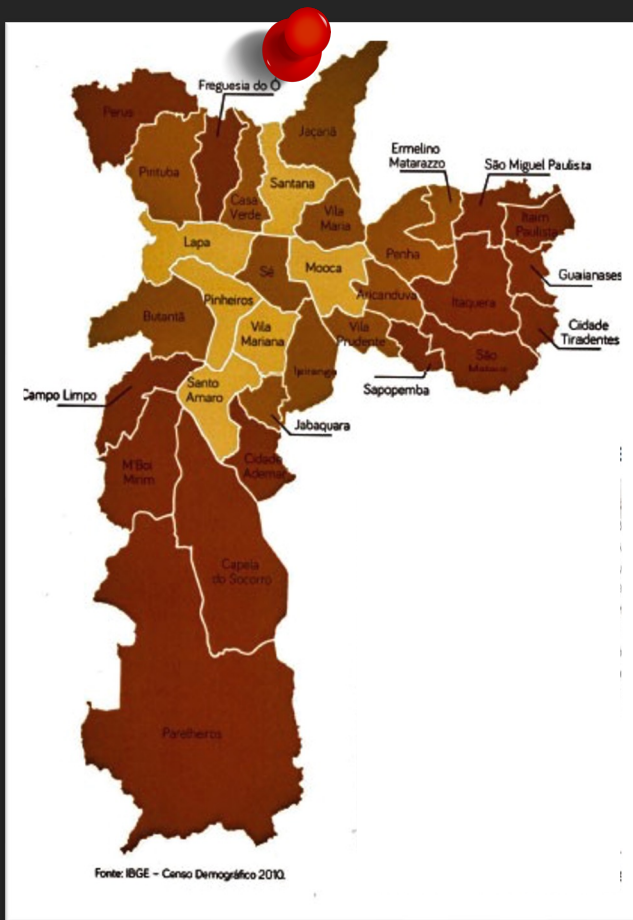 Freguesia do Ó
Perus
Jaçanã
Ermelino
Matarazzo
São Miguel Paulista
Pirituba
Santana
Casa
Verde
Vila
Maria
Itaim
Paulista
Lapa
Sé
Mooca
Penha
Guaianases
Aricanduva
Itaquera
Pinheiros
Butantã
Vila
Mariana
Vila
Prudente
Cidade
Tiradentes
Ipiranga
São
Mateus
Santo
Amaro
Sapopemba
Campo Limpo
Jabaquara
M'Boi
Mirim
Cidade
Ademar
Capela
do Socorro
Parelheiros
Fonte: IBGE - Censo Demográfico 2010.